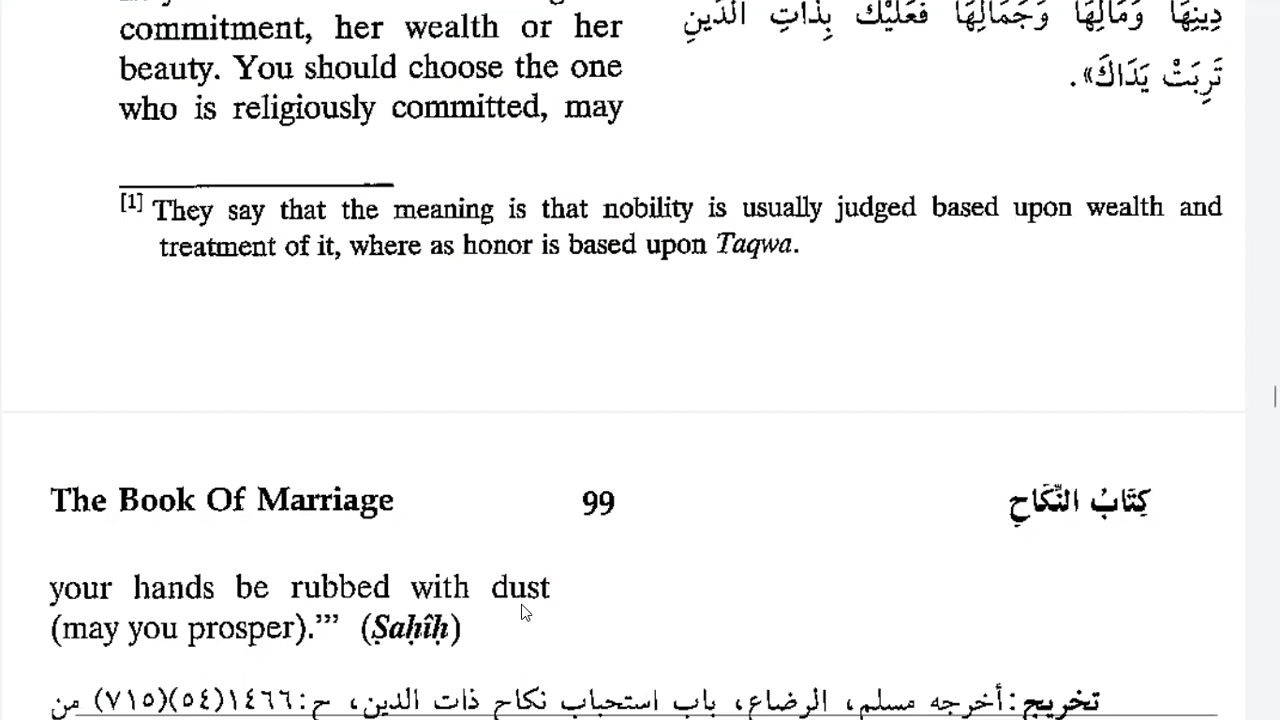 commitment, her wealth or her
beauty. You should choose the one
who is religiously committed, may
دِينِهَا وَمَالِهَا وَجَمَالِهَا فَعَلَيْكَ بِذَاتِ الدِّينِ
تَرِبَتْ يَدَاكَ».
[1] They say that the meaning is that nobility is usually judged based upon wealth and
treatment of it, where as honor is based upon Taqwa.
The Book Of Marriage 99 كِتَابُ النِّكَاحِ
your hands be rubbed with dust
(may you prosper).’” (Ṣaḥîḥ)
تخريج: أخرجه مسلم، الرضاع، باب استحباب نكاح ذات الدين، ح:١٤٦٦(٥٤)(٧١٥) من